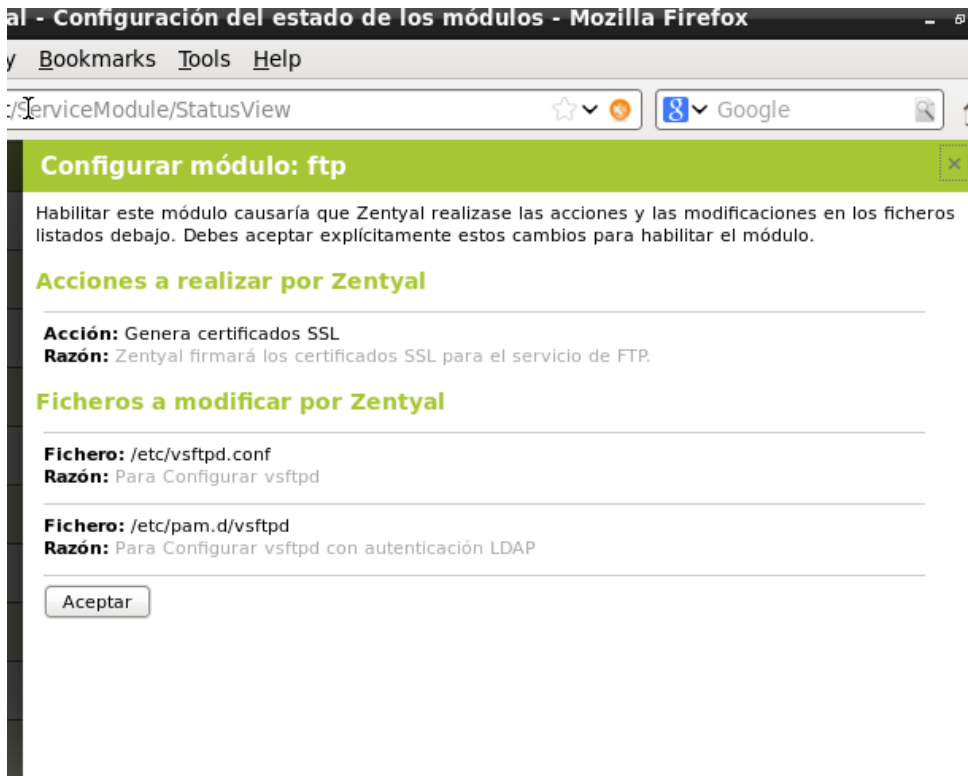 al - Configuración del estado de los módulos - Mozilla Firefox
y Bookmarks Tools Help
/ServiceModule/StatusView
Google
Configurar módulo: ftp
Habilitar este módulo causaría que Zentyal realizase las acciones y las modificaciones en los ficheros
listados debajo. Debes aceptar explícitamente estos cambios para habilitar el módulo.
Acciones a realizar por Zentyal
Acción: Genera certificados SSL
Razón: Zentyal firmará los certificados SSL para el servicio de FTP.
Ficheros a modificar por Zentyal
Fichero: /etc/vsftpd.conf
Razón: Para Configurar vsftpd
Fichero: /etc/pam.d/vsftpd
Razón: Para Configurar vsftpd con autenticación LDAP
Aceptar